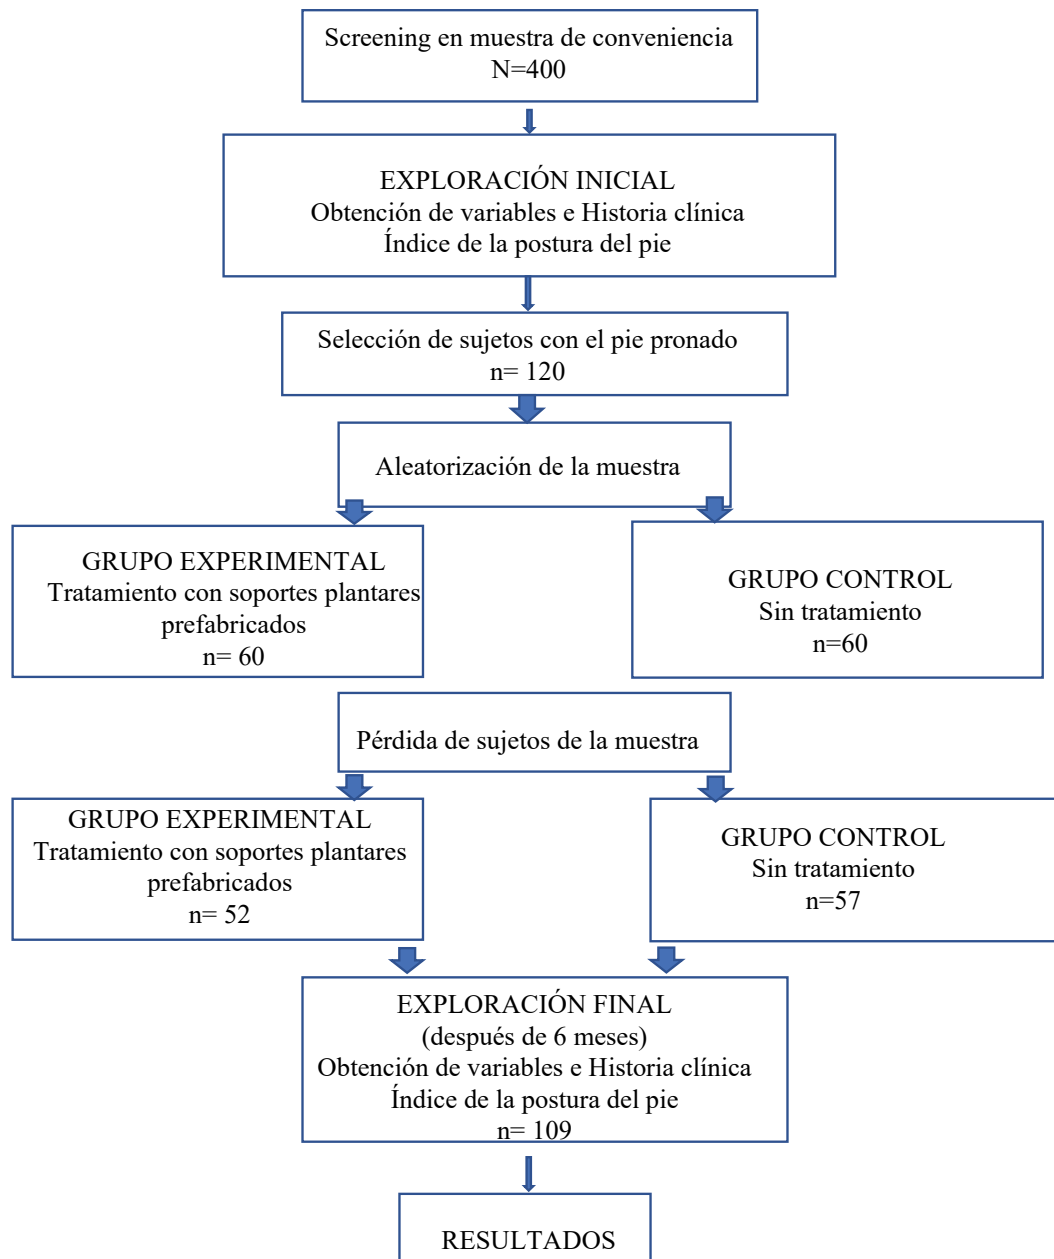 Screening en muestra de conveniencia
N=400
EXPLORACIÓN INICIAL
Obtención de variables e Historia clínica
Índice de la postura del pie
Selección de sujetos con el pie pronado
n= 120
Aleatorización de la muestra
GRUPO EXPERIMENTAL
Tratamiento con soportes plantares
prefabricados
n= 60
GRUPO CONTROL
Sin tratamiento
n=60
Pérdida de sujetos de la muestra
GRUPO EXPERIMENTAL
Tratamiento con soportes plantares
prefabricados
n= 52
GRUPO CONTROL
Sin tratamiento
n=57
EXPLORACIÓN FINAL
(después de 6 meses)
Obtención de variables e Historia clínica
Índice de la postura del pie
n= 109
RESULTADOS